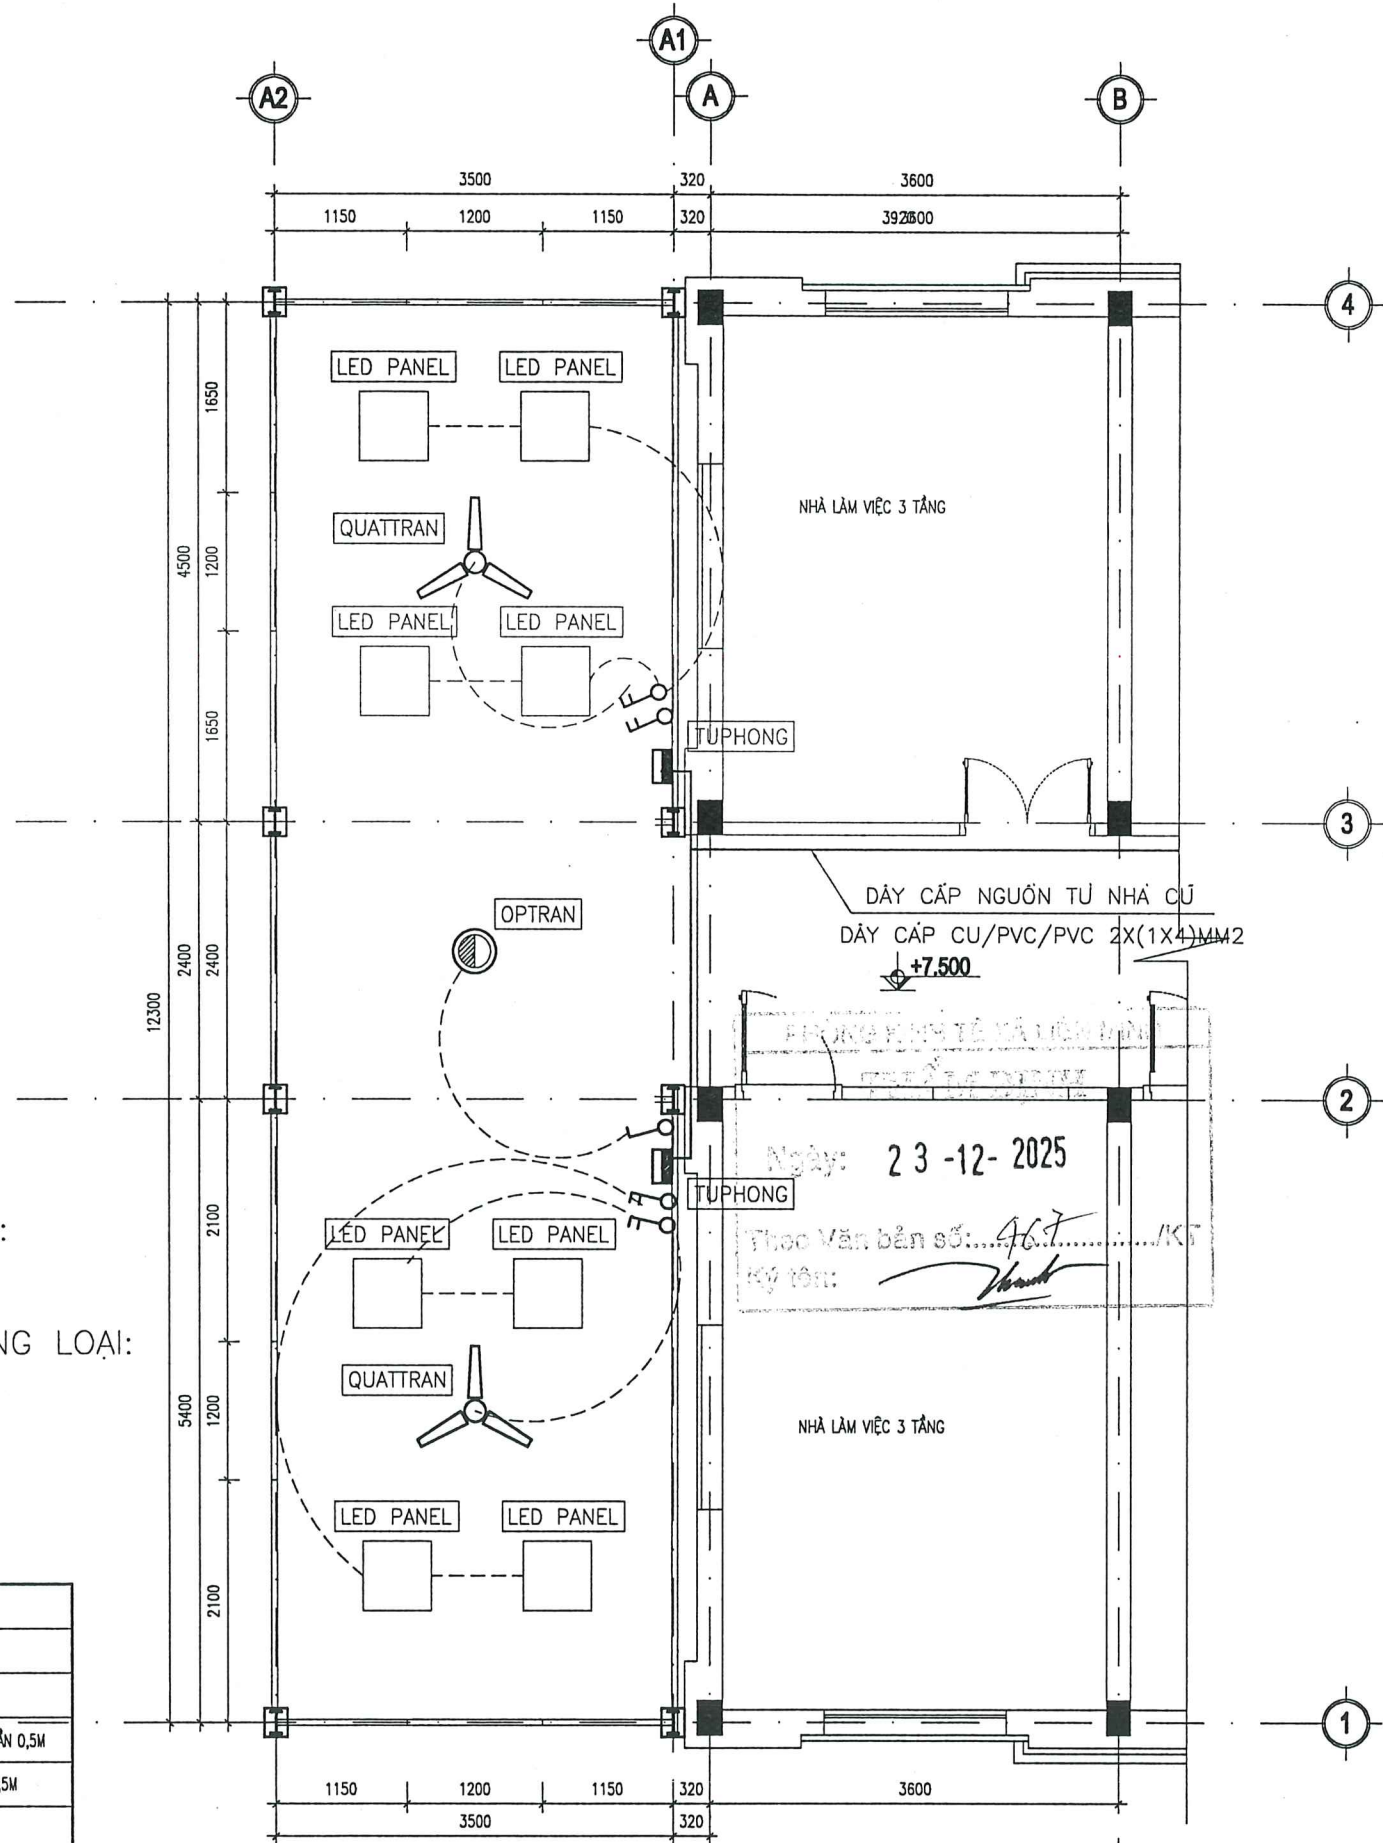 A1
A2
A
B
3500
320
3600
1150
1200
1150
320
4
LED PANEL
LED PANEL
1650
NHÀ LÀM VIỆC 3 TẦNG
QUATTRAN
4500
1200
LED PANEL
LED PANEL
1650
TUPHONG
3
DÂY CẤP NGUỒN TỪ NHÀ CŨ
OPTRAN
DÂY CÁP CU/PVC/PVC 2X(1X4)MM2
+7.500
2400
2400
12300
2
Ngày: 23-12-2025
TUPHONG
2100
LED PANEL
LED PANEL
Theo Văn bản số: 467 /KT
Ký tên:
:
NG LOẠI:
QUATTRAN
5400
1200
NHÀ LÀM VIỆC 3 TẦNG
LED PANEL
LED PANEL
2100
1
ẦN 0,5M
5M
1150
1200
1150
320
3600
3500
320